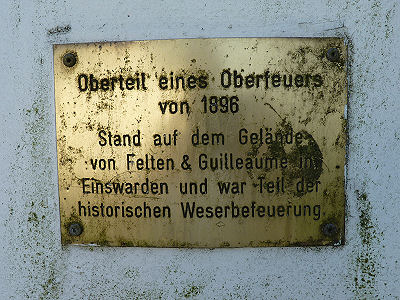 Oberteil eines Oberfeuers
von 1896
Stand auf dem Gelände
von Felten & Guilleaume in
Einswarden und war Teil der
historischen Weserbefeuerung.